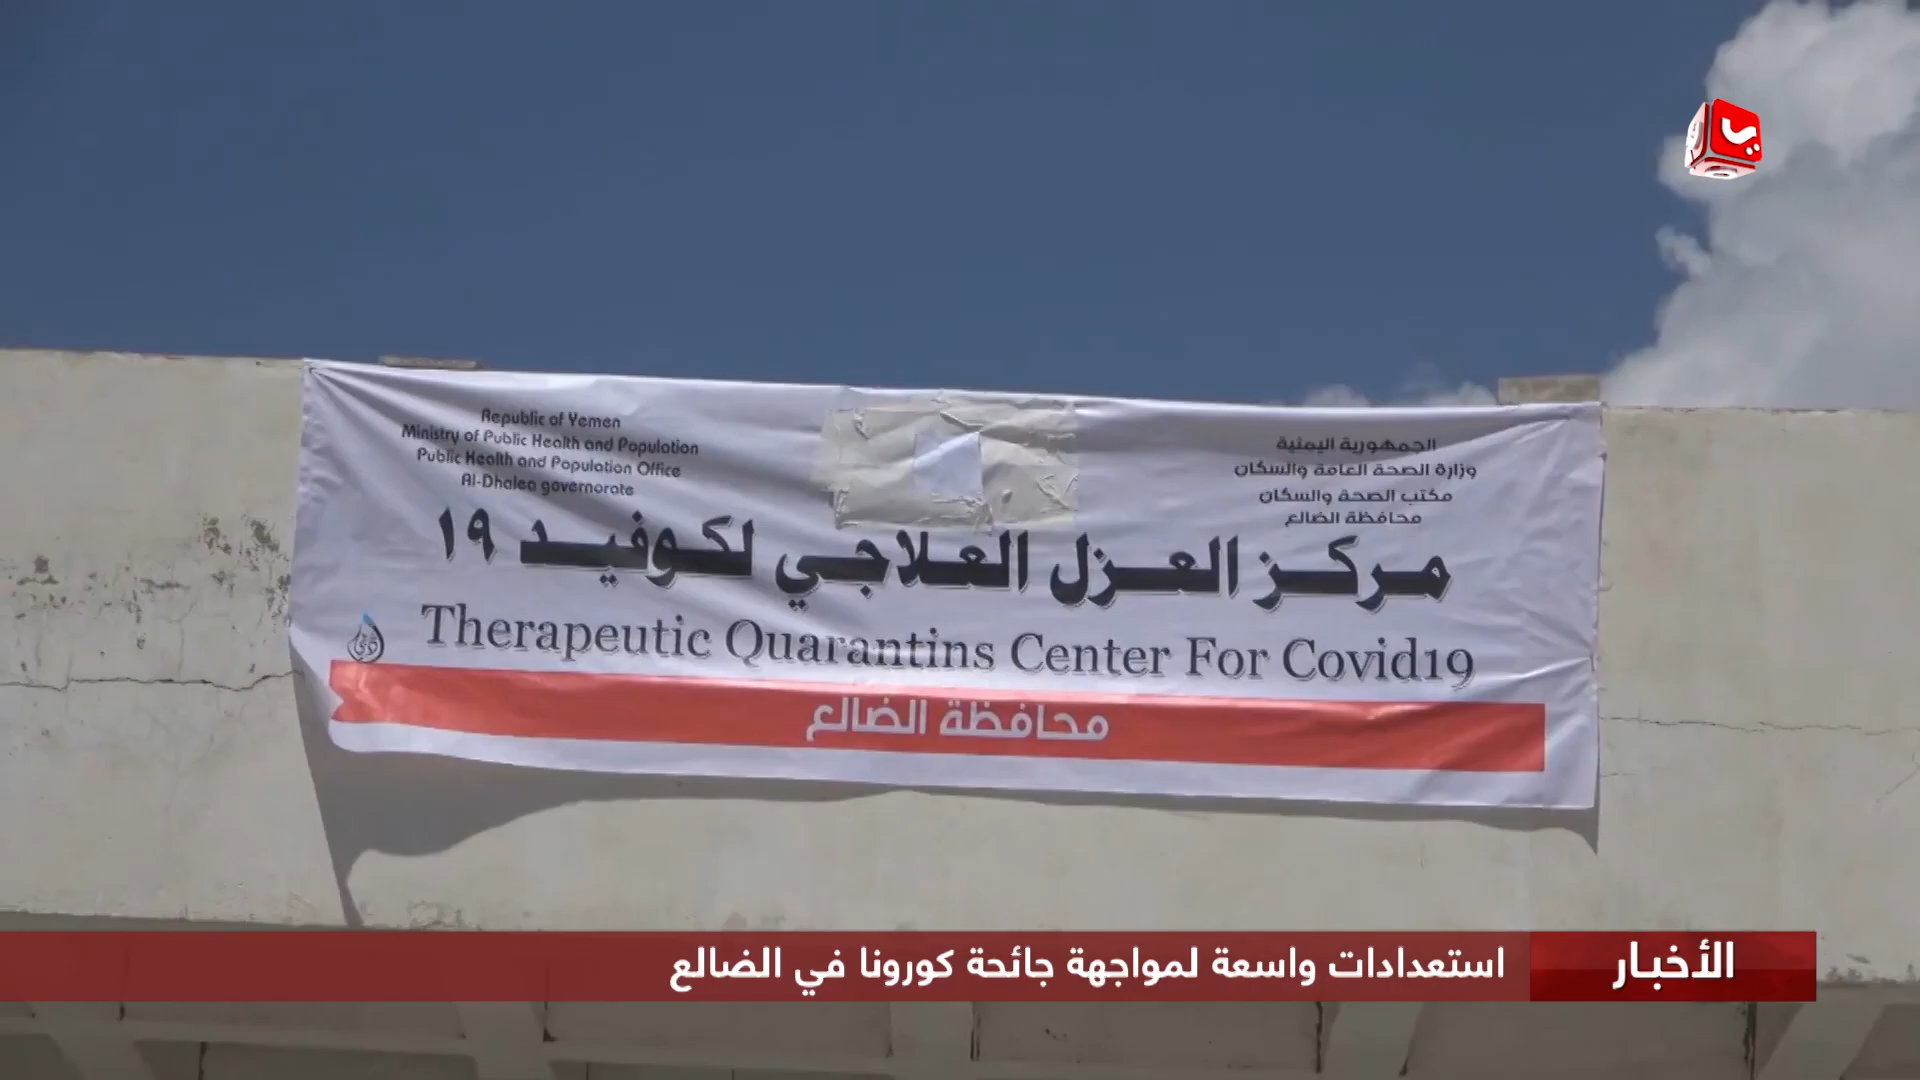 Republic of Yemen
Ministry of Public Health and Population
Public Health and Population Office
Al-Dhalea governorate
الجمهورية اليمنية
وزارة الصحة العامة والسكان
مكتب الصحة والسكان
محافظة الضالع
مركز العزل العلاجي لكوفيد ١٩
Therapeutic Quarantins Center For Covid19
محافظة الضالع
الأخبار
استعدادات واسعة لمواجهة جائحة كورونا في الضالع